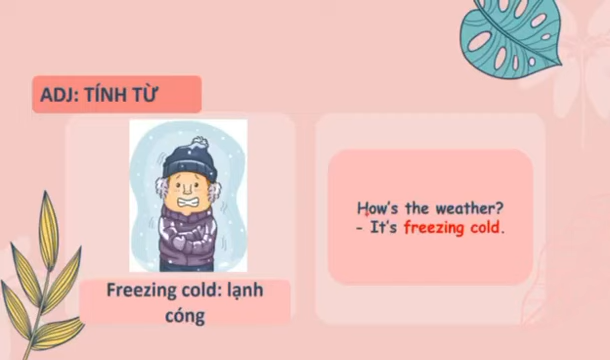 ADJ: TÍNH TỪ
Freezing cold: lạnh
cóng
How's the weather?
- It's freezing cold.